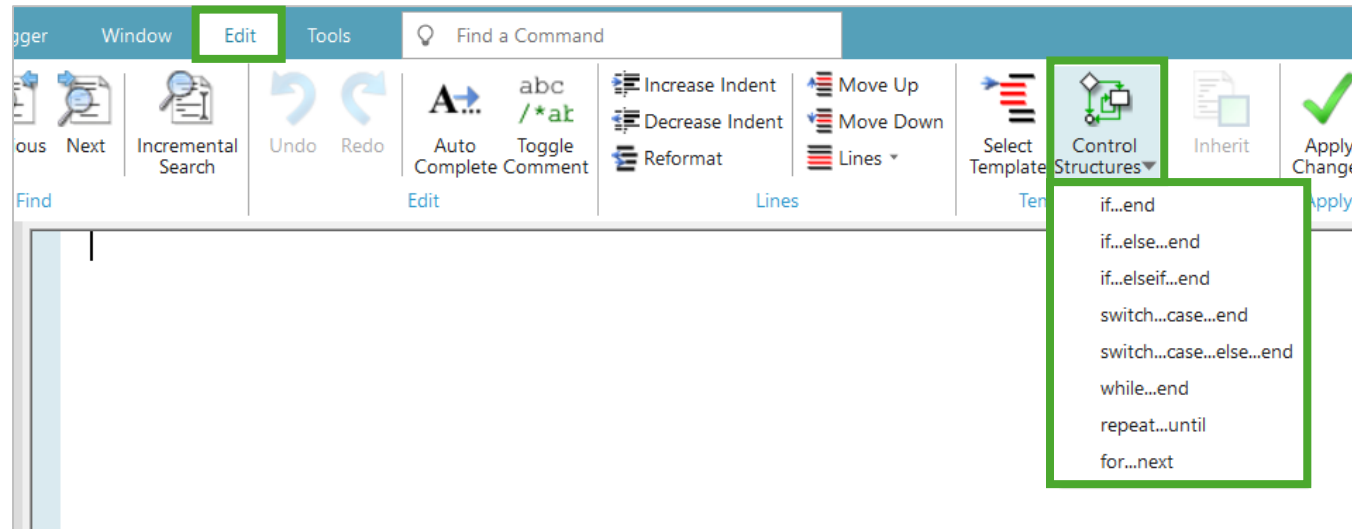 gger Window Edit Tools Find a Command
Increase Indent Move Up
abc
Decrease Indent Move Down
/*ab
ous Next Incremental Search Undo Redo Auto Complete Toggle Comment Reformat Lines Select Template Control Structures Inherit Apply Change
Find Edit Lines Ten Apply
if...end
if...else...end
if...elseif...end
switch...case...end
switch...case...else...end
while...end
repeat...until
for...next